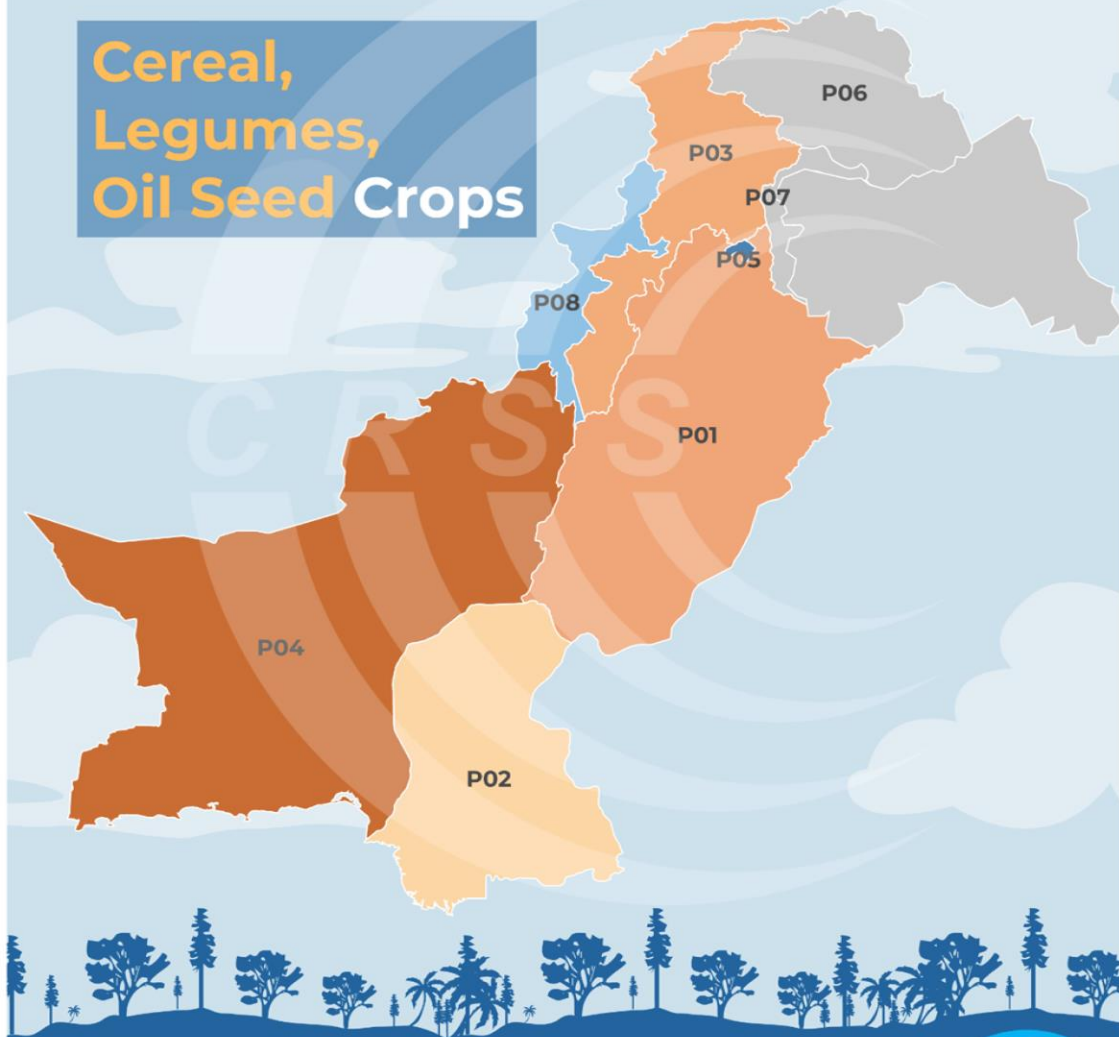 Cereal,
Legumes,
Oil Seed Crops
P06
P03
P07
P05
P08
CRSS
P01
P04
P02